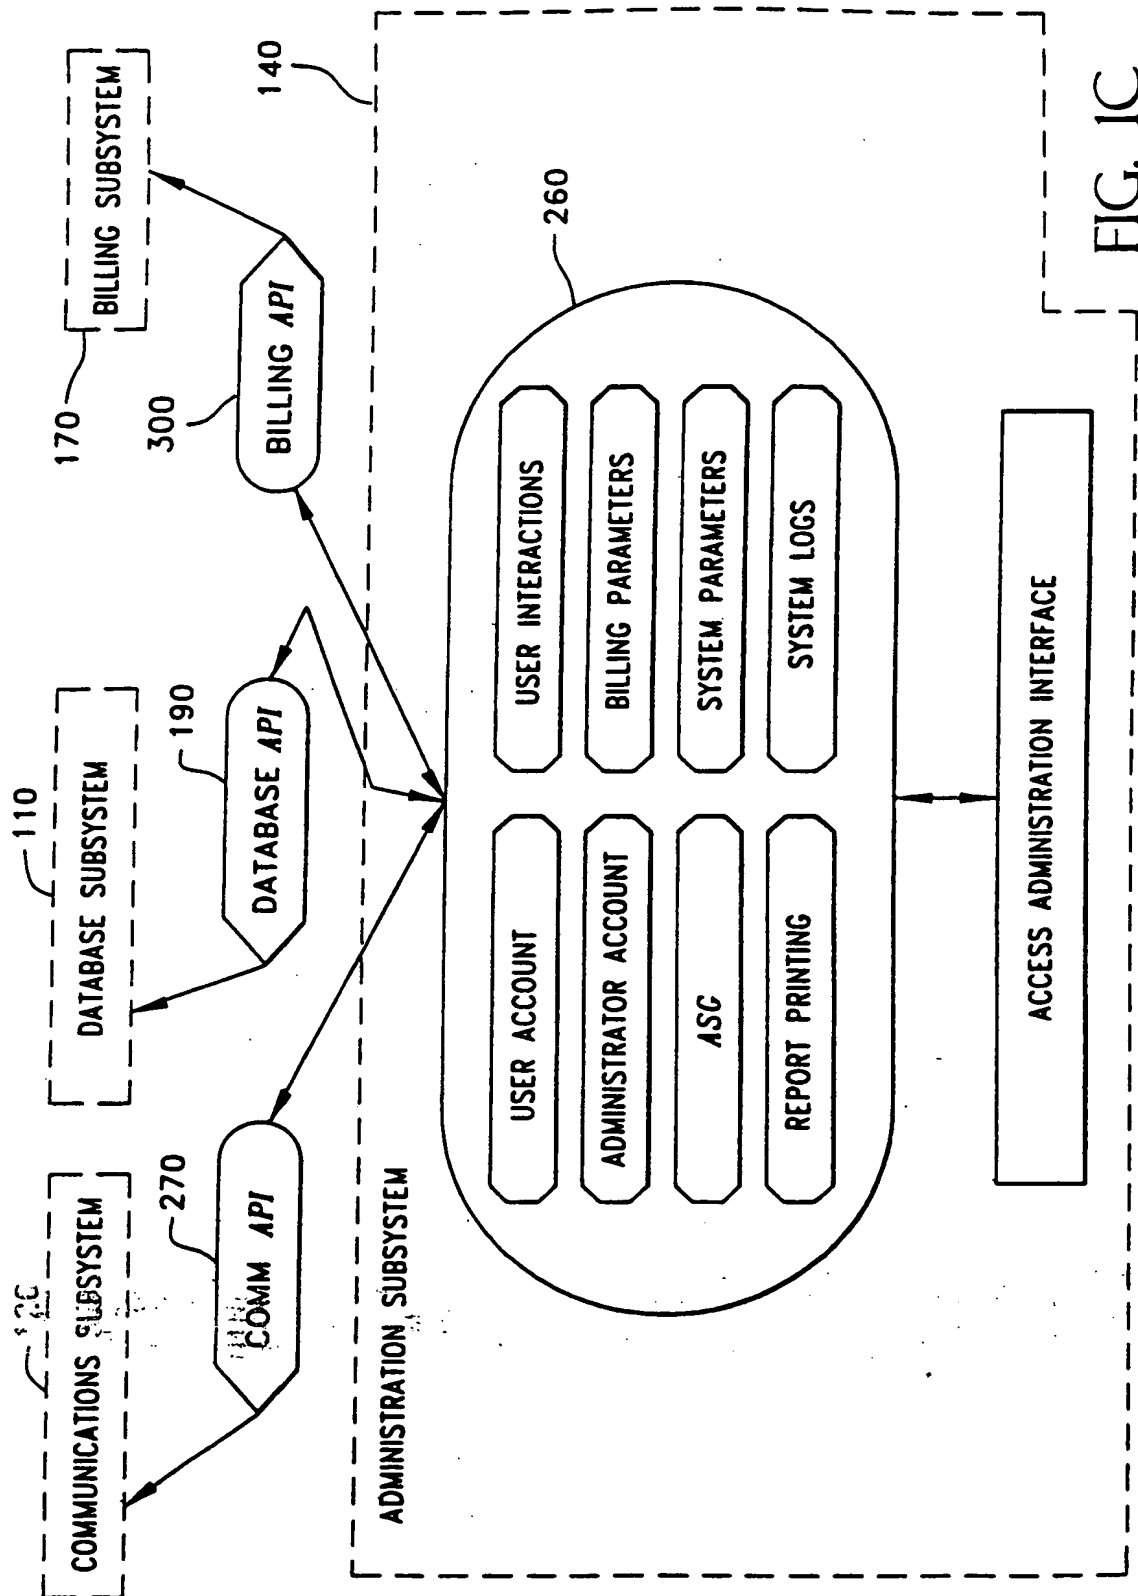 COMMUNICATIONS SUBSYSTEM
110
DATABASE SUBSYSTEM
170
BILLING SUBSYSTEM
270
COMM API
190
DATABASE API
300
BILLING API
140
ADMINISTRATION SUBSYSTEM
260
USER ACCOUNT
USER INTERACTIONS
ADMINISTRATOR ACCOUNT
BILLING PARAMETERS
ASG
SYSTEM PARAMETERS
REPORT PRINTING
SYSTEM LOGS
ACCESS ADMINISTRATION INTERFACE
FIG. 1C